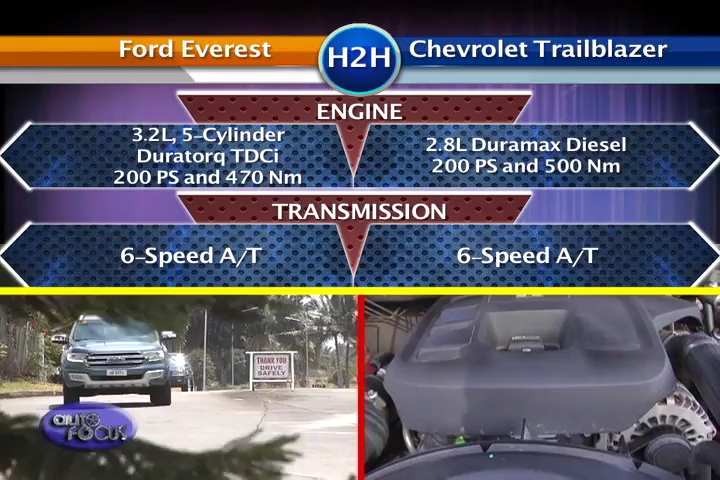 Ford Everest
H2H
Chevrolet Trailblazer
ENGINE
3.2L, 5-Cylinder
Duratorq TDCi
200 PS and 470 Nm
2.8L Duramax Diesel
200 PS and 500 Nm
TRANSMISSION
6-Speed A/T
6-Speed A/T
THANK YOU
DRIVE
SAFELY
auto
FOCUS